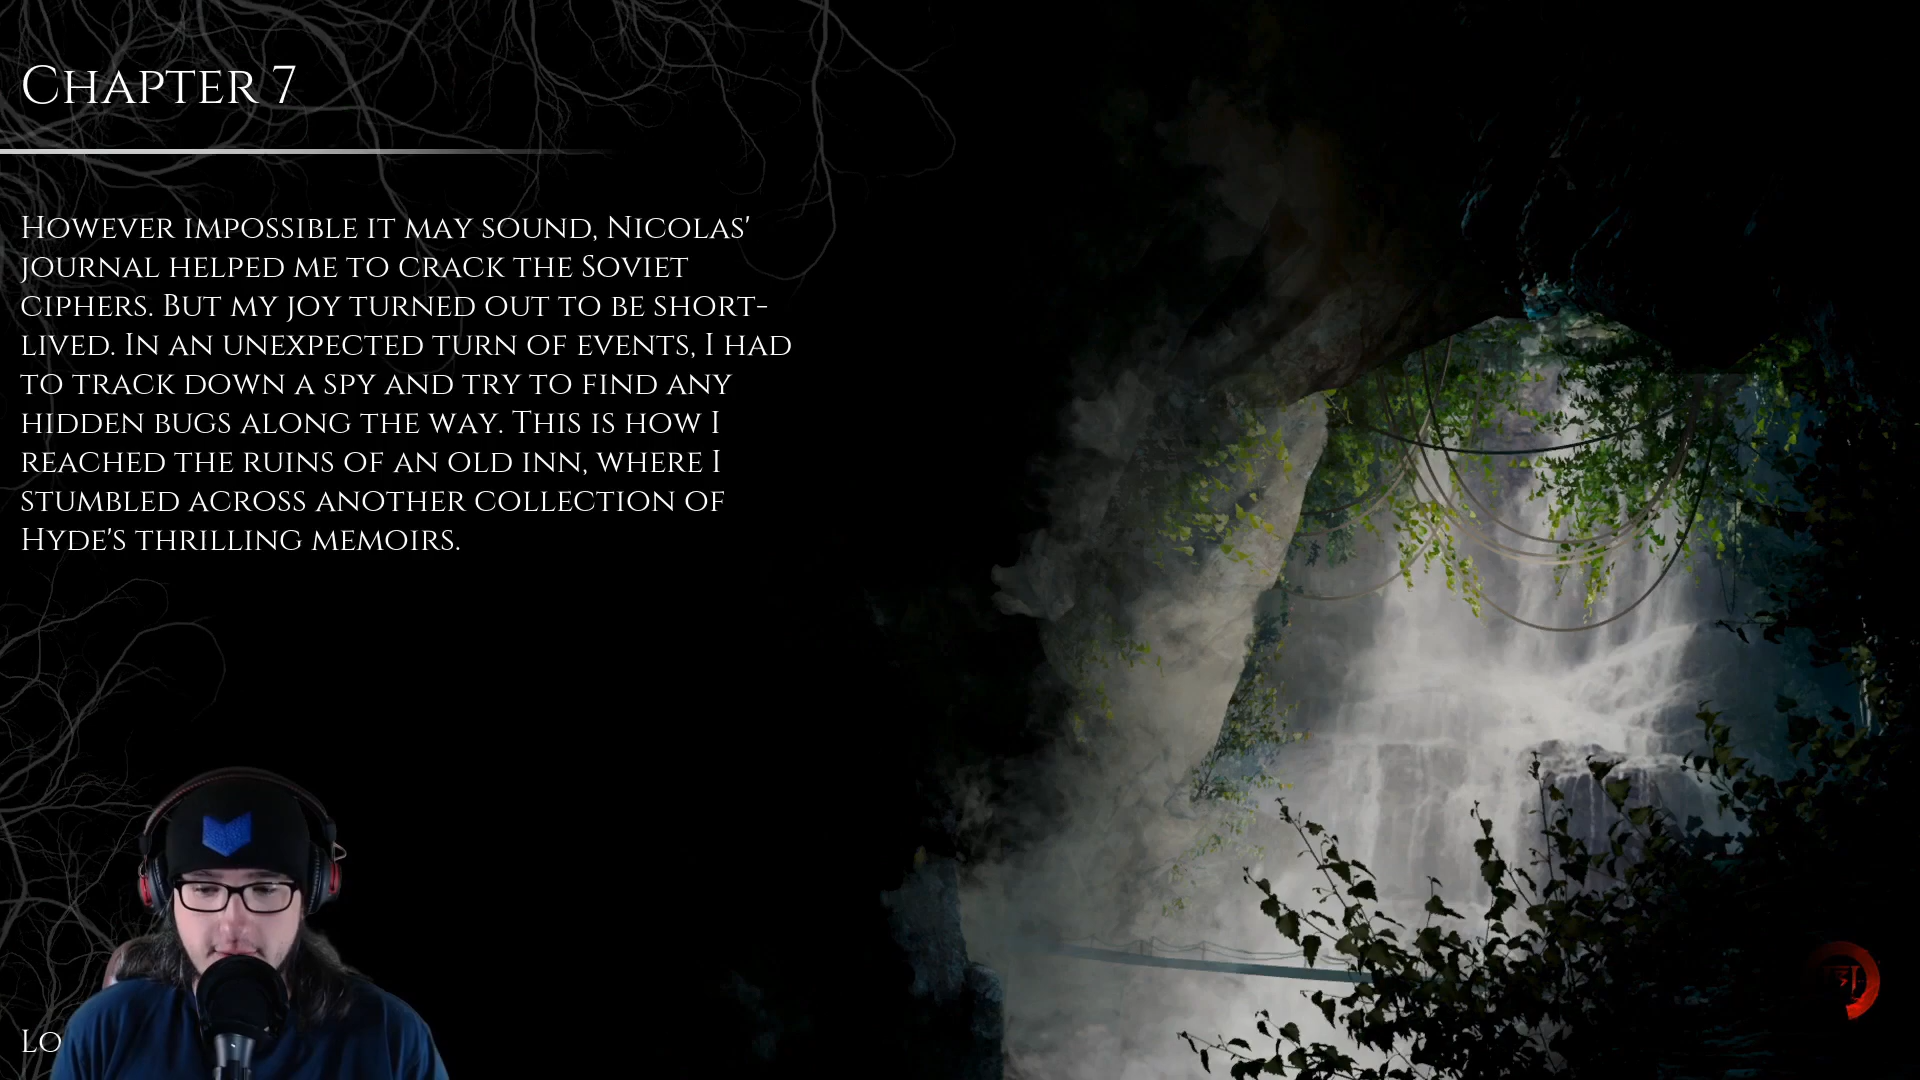 Chapter 7
However impossible it may sound, Nicolas'
journal helped me to crack the Soviet
ciphers. But my joy turned out to be short-
lived. In an unexpected turn of events, I had
to track down a spy and try to find any
hidden bugs along the way. This is how I
reached the ruins of an old inn, where I
stumbled across another collection of
Hyde's thrilling memoirs.
Lo